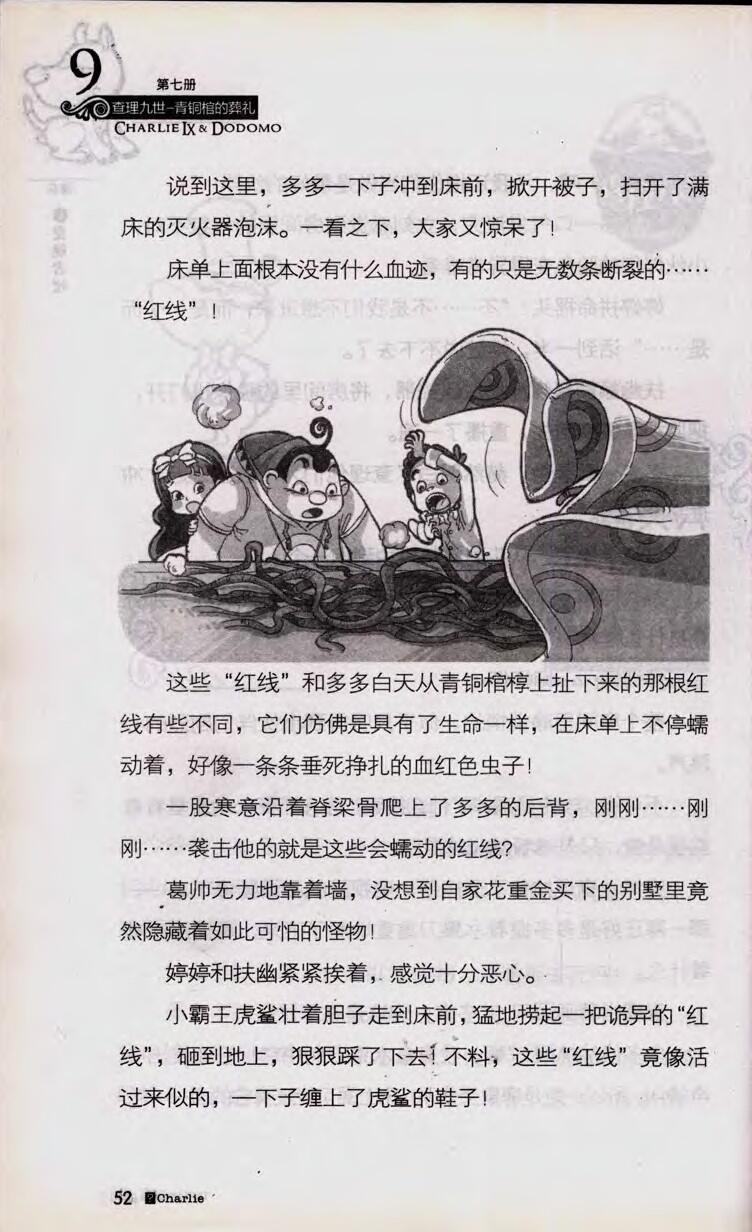 9
第七册
查理九世-青铜棺的葬礼
CHARLIE IX & DODOMO
说到这里，多多一下子冲到床前，掀开被子，扫开了满
床的灭火器泡沫。一看之下，大家又惊呆了！
床单上面根本没有什么血迹，有的只是无数条断裂的……
“红线”！
这些“红线”和多多白天从青铜棺椁上扯下来的那根红
线有些不同，它们仿佛是具有了生命一样，在床单上不停蠕
动着，好像一条条垂死挣扎的血红色虫子！
一股寒意沿着脊梁骨爬上了多多的后背，刚刚……刚
刚……袭击他的就是这些会蠕动的红线？
葛帅无力地靠着墙，没想到自家花重金买下的别墅里竟
然隐藏着如此可怕的怪物！
婷婷和扶幽紧紧挨着，感觉十分恶心。
小霸王虎鲨壮着胆子走到床前，猛地捞起一把诡异的“红
线”，砸到地上，狠狠踩了下去！不料，这些“红线”竟像活
过来似的，一下子缠上了虎鲨的鞋子！
52 Charlie